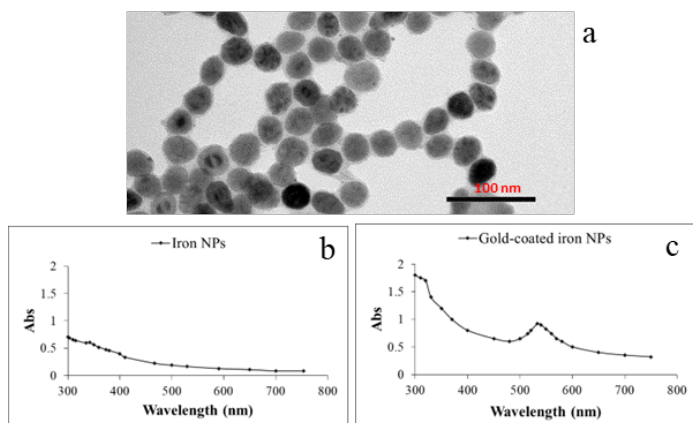 a
100 nm
Iron NPs
b
2
1.5
1
0.5
0
Abs
300 400 500 600 700 800
Wavelength (nm)
Gold-coated iron NPs
c
2
1.5
1
0.5
0
Abs
300 400 500 600 700 800
Wavelength (nm)